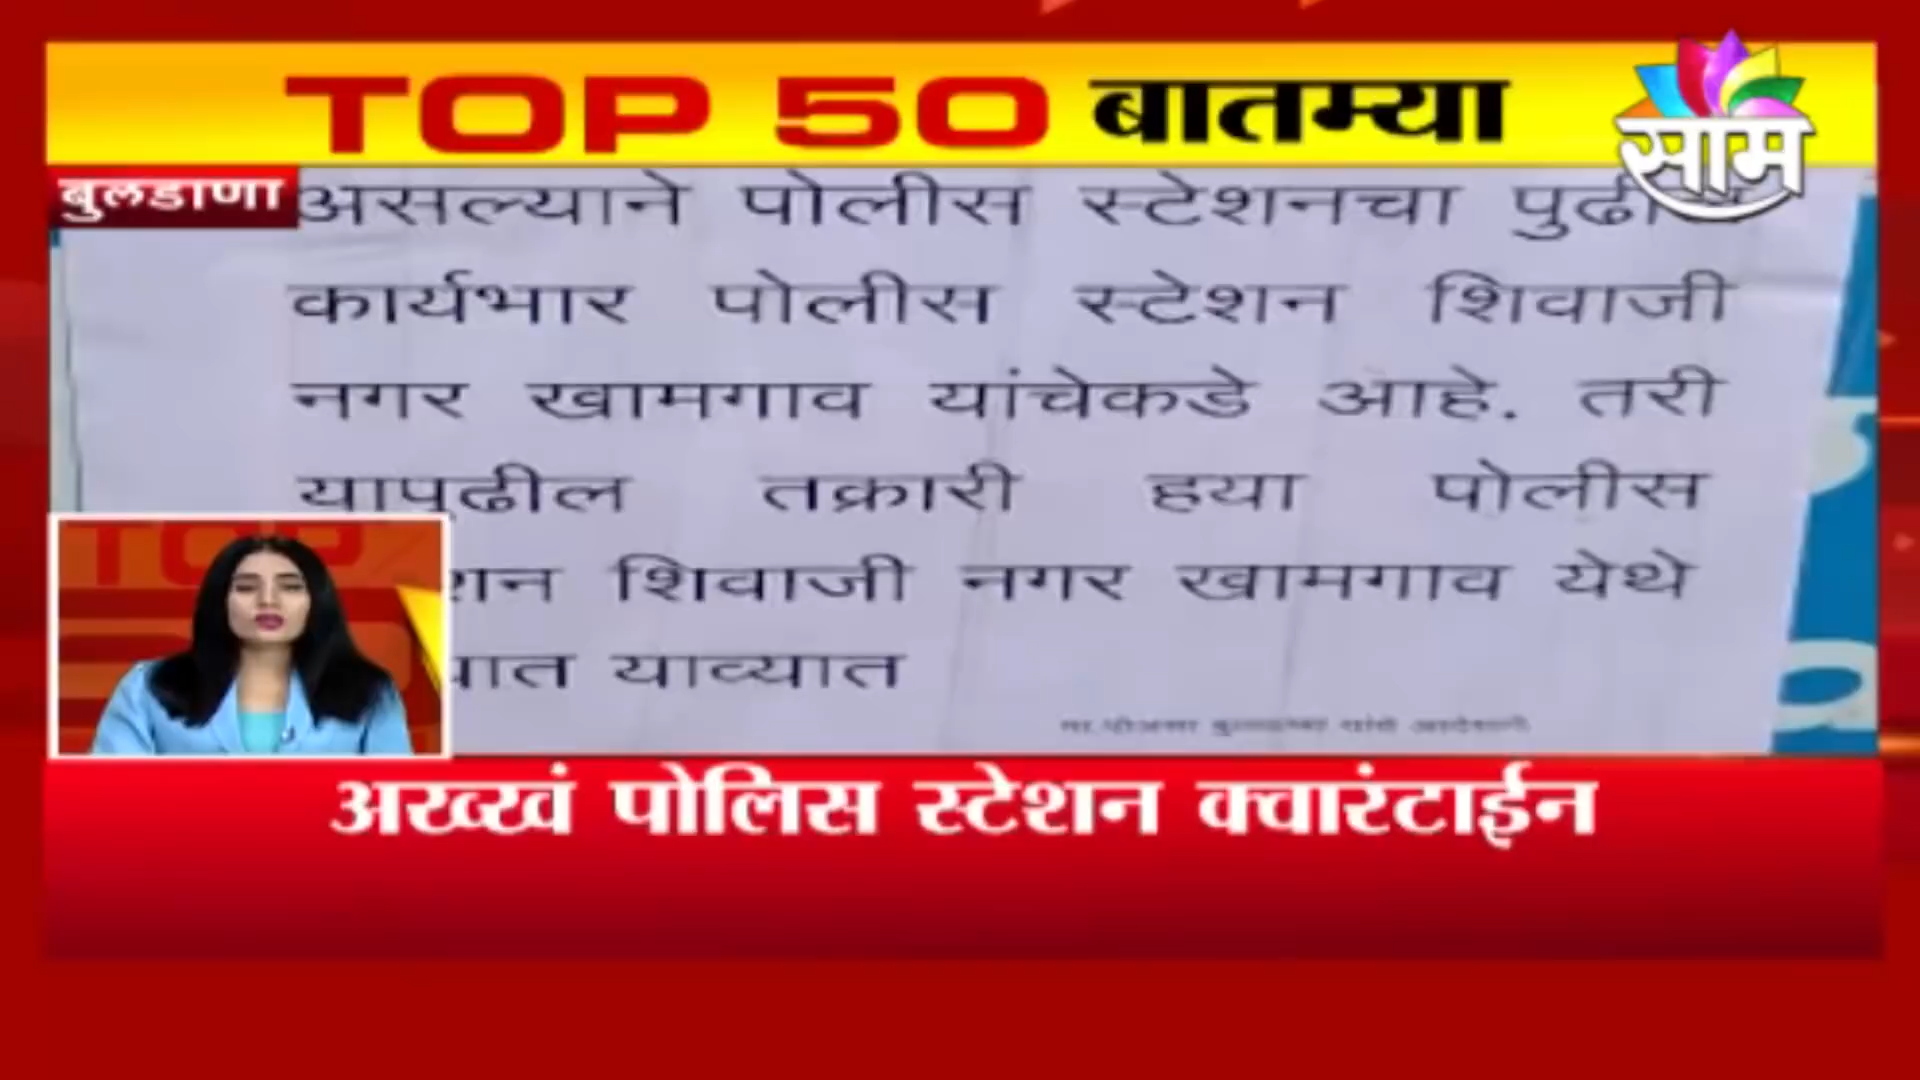 TOP 50 बातम्या
साम
बुलडाणा
असल्याने पोलीस स्टेशनचा
कार्यभार पोलीस स्टेशन शिवाजी
नगर खामगाव यांचेकडे आहे. तरी
यापुढील तक्रारी हया पोलीस
शन शिवाजी नगर खामगाव येथे
यात याव्यात
अख्खं पोलिस स्टेशन क्वारंटाईन